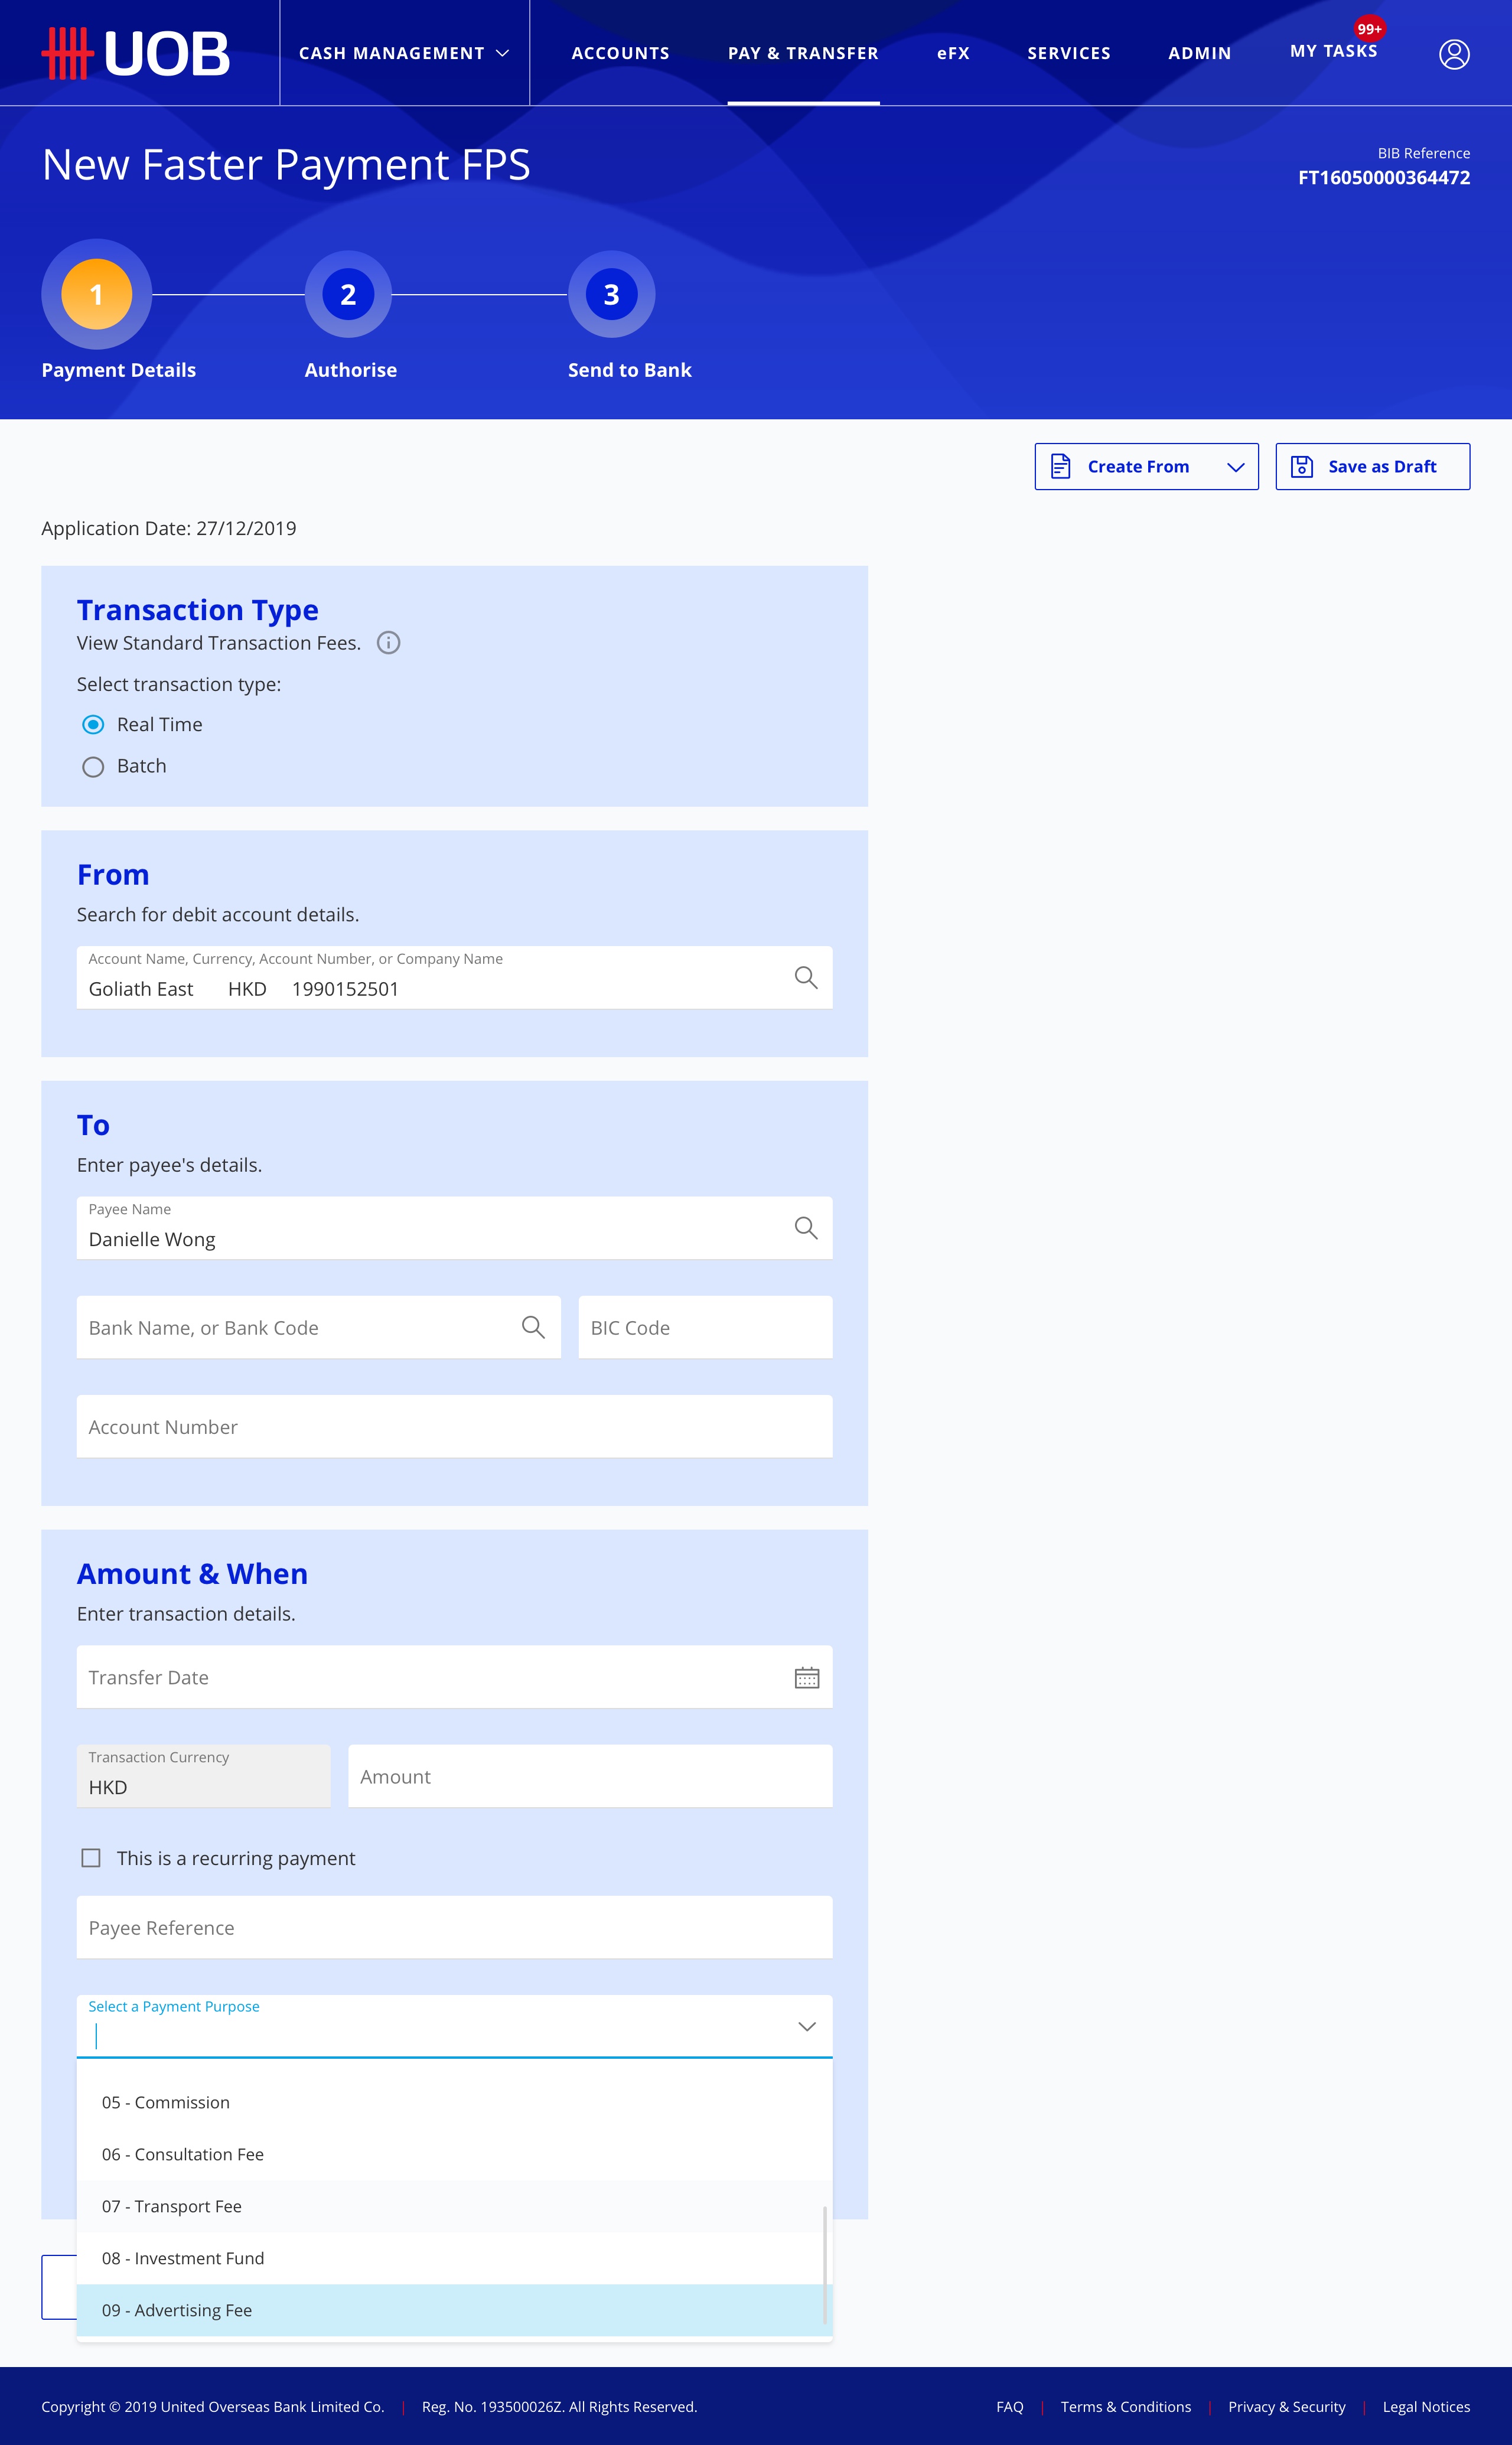 UOB
CASH MANAGEMENT
ACCOUNTS
PAY & TRANSFER
eFX
SERVICES
ADMIN
MY TASKS
99+
New Faster Payment FPS
BIB Reference
FT16050000364472
1
2
3
Payment Details
Authorise
Send to Bank
Create From
Save as Draft
Application Date: 27/12/2019
Transaction Type
View Standard Transaction Fees.
Select transaction type:
Real Time
Batch
From
Search for debit account details.
Account Name, Currency, Account Number, or Company Name
Goliath East HKD 1990152501
To
Enter payee's details.
Payee Name
Danielle Wong
Bank Name, or Bank Code
BIC Code
Account Number
Amount & When
Enter transaction details.
Transfer Date
Transaction Currency
HKD
Amount
This is a recurring payment
Payee Reference
Select a Payment Purpose
05 - Commission
06 - Consultation Fee
07 - Transport Fee
08 - Investment Fund
09 - Advertising Fee
Copyright © 2019 United Overseas Bank Limited Co. | Reg. No. 193500026Z. All Rights Reserved.
FAQ | Terms & Conditions | Privacy & Security | Legal Notices